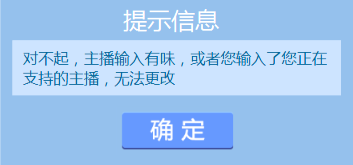 提示信息
对不起，主播输入有味，或者您输入了您正在
支持的主播，无法更改
确 定